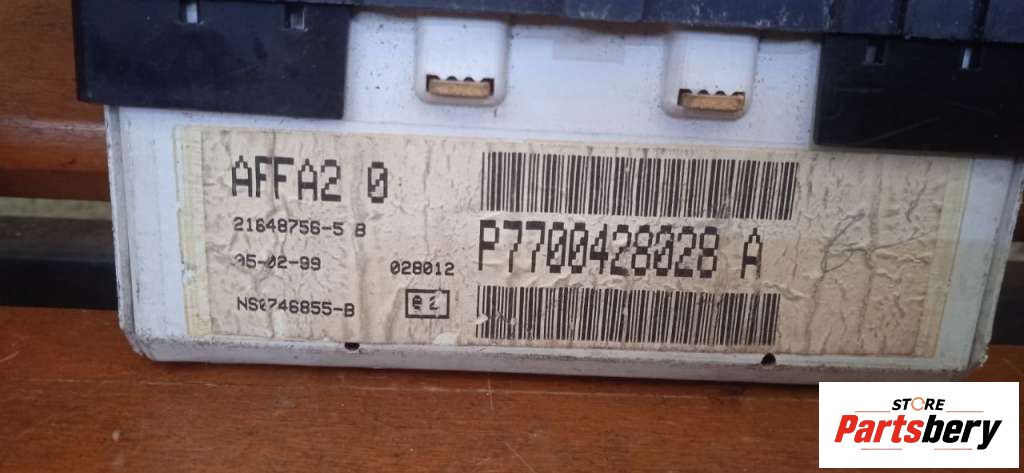 AFFA2 0
21648756-5 B
05-02-99
028012
NS0746855-B
e2
P7700428028 A
STORE
Partsbery